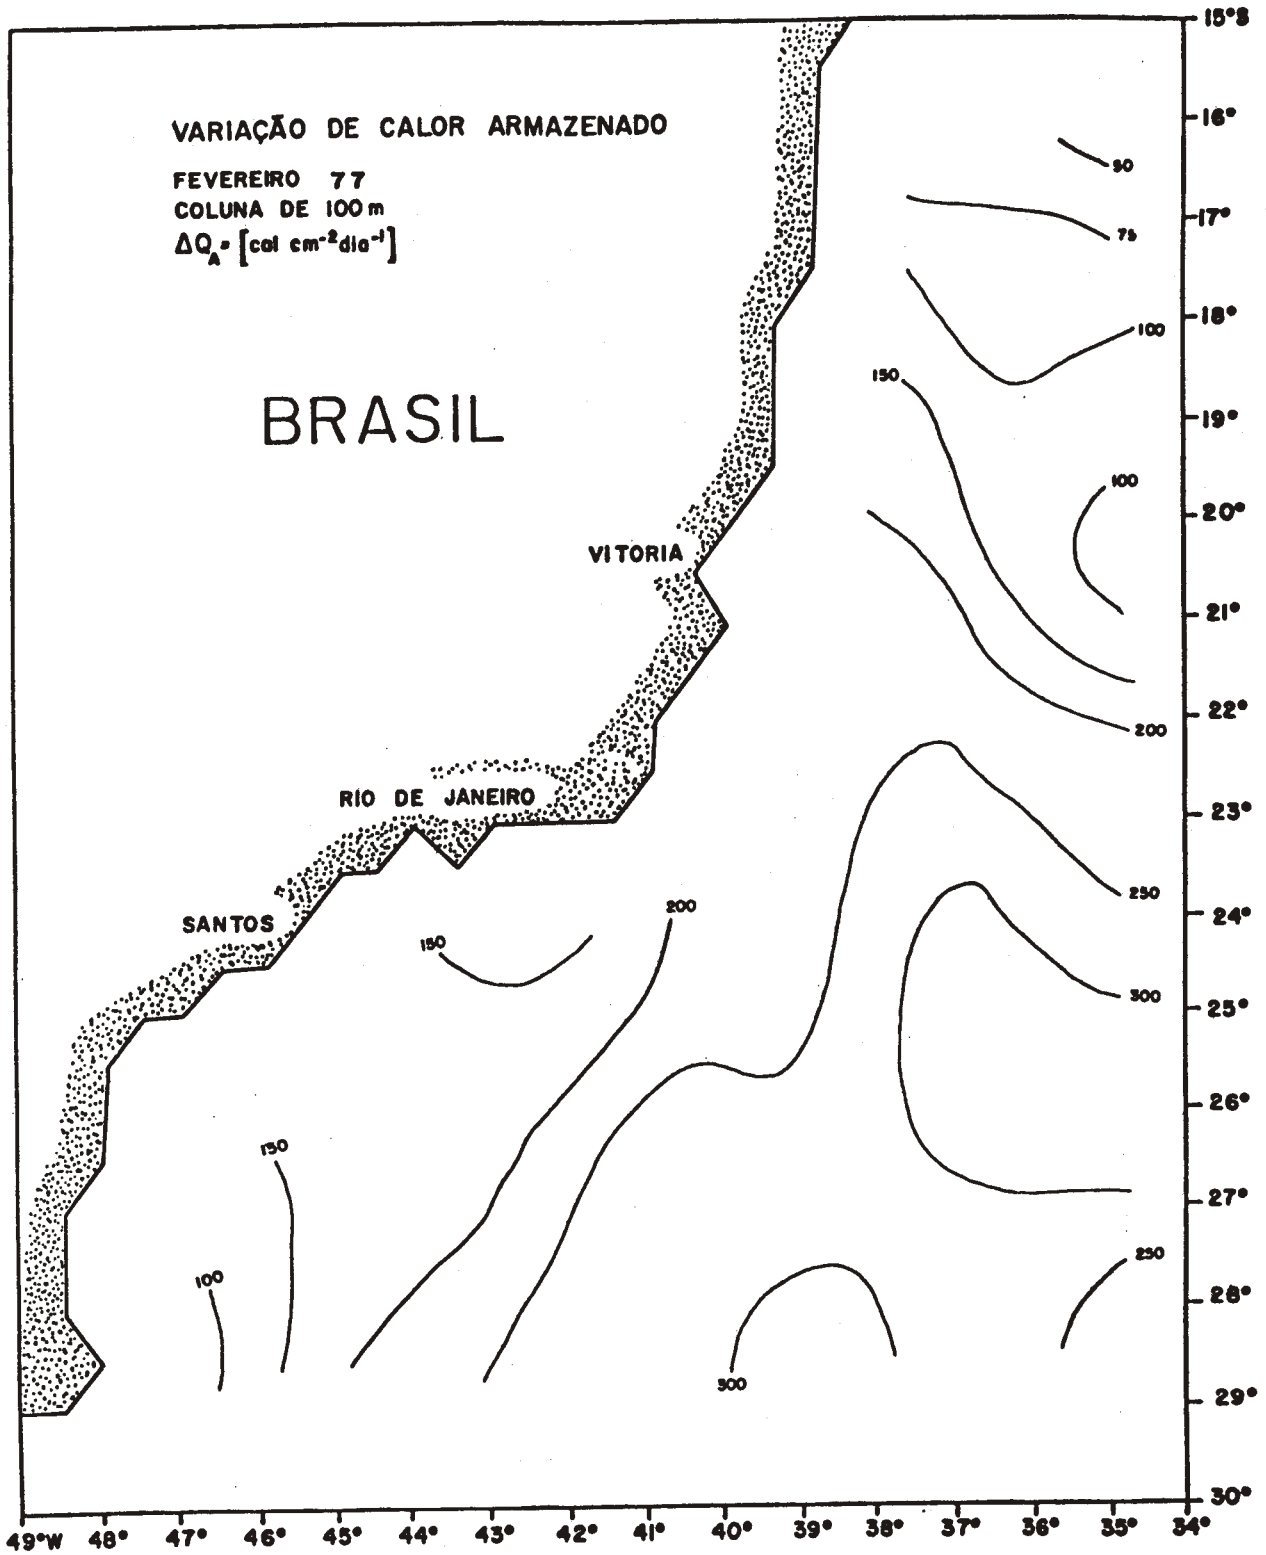 15°S
VARIAÇÃO DE CALOR ARMAZENADO
FEVEREIRO 77
COLUNA DE 100 m
ΔQA= [cal cm-2dia-1]
16°
50
17°
75
18°
100
BRASIL
150
19°
100
20°
VITORIA
21°
22°
200
RIO DE JANEIRO
23°
250
200
24°
SANTOS
150
300
25°
26°
150
27°
250
100
28°
300
29°
30°
49°W 48° 47° 46° 45° 44° 43° 42° 41° 40° 39° 38° 37° 36° 35° 34°